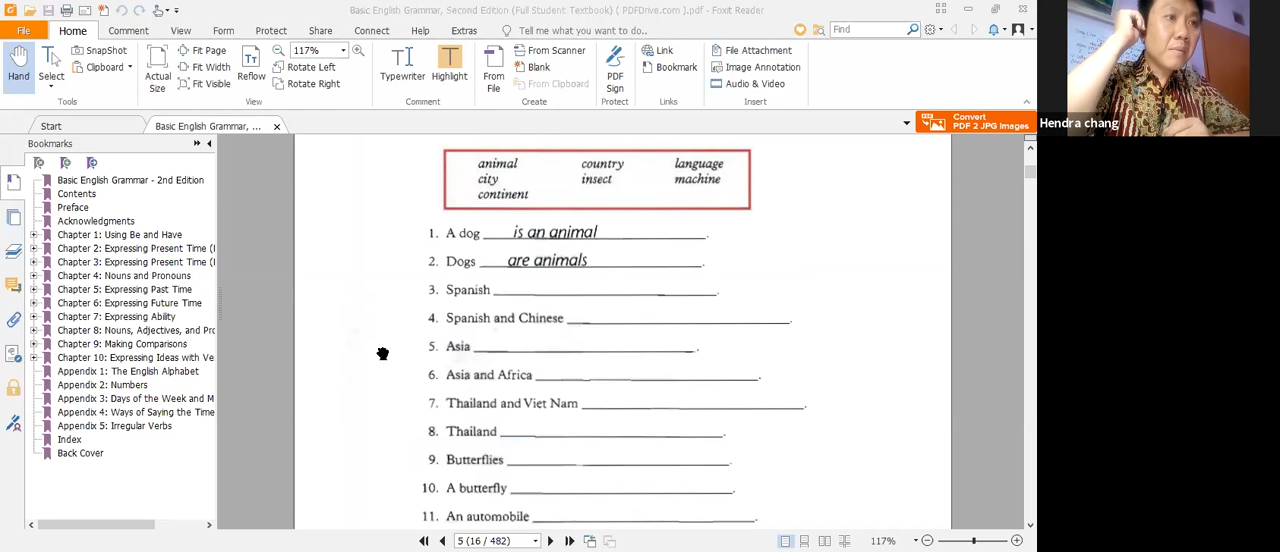 Basic English Grammar, Second Edition (Full Student Textbook) ( PDFDrive.com ).pdf - Foxit Reader
File Home Comment View Form Protect Share Connect Help Extras Tell me what you want to do.. Find
Hand Select SnapShot Clipboard Actual Size Fit Page Fit Width Fit Visible Reflow 117% Rotate Left Rotate Right Typewriter Highlight From File From Scanner Blank From Clipboard PDF Sign Link Bookmark File Attachment Image Annotation Audio & Video
Tools View Comment Create Protect Links Insert
Start Basic English Grammar, ...
Convert
PDF 2 JPG Images
Hendra chang
Bookmarks
Basic English Grammar - 2nd Edition
Contents
Preface
Acknowledgments
Chapter 1: Using Be and Have
Chapter 2: Expressing Present Time (
Chapter 3: Expressing Present Time (
Chapter 4: Nouns and Pronouns
Chapter 5: Expressing Past Time
Chapter 6: Expressing Future Time
Chapter 7: Expressing Ability
Chapter 8: Nouns, Adjectives, and Pr
Chapter 9: Making Comparisons
Chapter 10: Expressing Ideas with Ve
Appendix 1: The English Alphabet
Appendix 2: Numbers
Appendix 3: Days of the Week and M
Appendix 4: Ways of Saying the Time
Appendix 5: Irregular Verbs
Index
Back Cover
animal country language
city insect machine
continent
1. A dog is an animal .
2. Dogs are animals .
3. Spanish .
4. Spanish and Chinese .
5. Asia .
6. Asia and Africa .
7. Thailand and Viet Nam .
8. Thailand .
9. Butterflies .
10. A butterfly .
11. An automobile .
5 (16 / 482) 117%